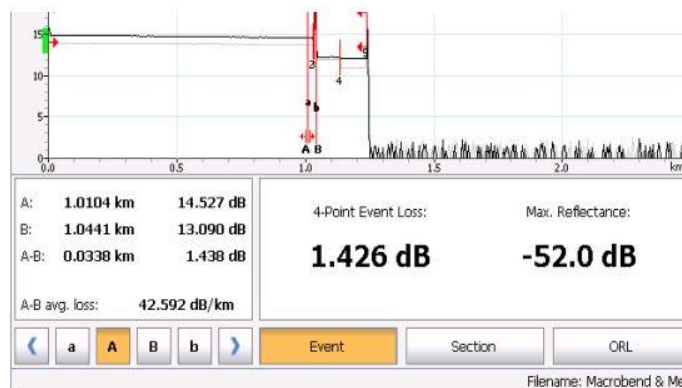 15
10
5
2
4
9
a
b
A B
0.0 0.5 1.0 1.5 2.0 km
A: 1.0104 km 14.527 dB
B: 1.0441 km 13.090 dB
A-B: 0.0338 km 1.438 dB
A-B avg. loss: 42.592 dB/km
4-Point Event Loss: Max. Reflectance:
1.426 dB -52.0 dB
a A B b Event Section ORL
Filename: Macrobend & Me